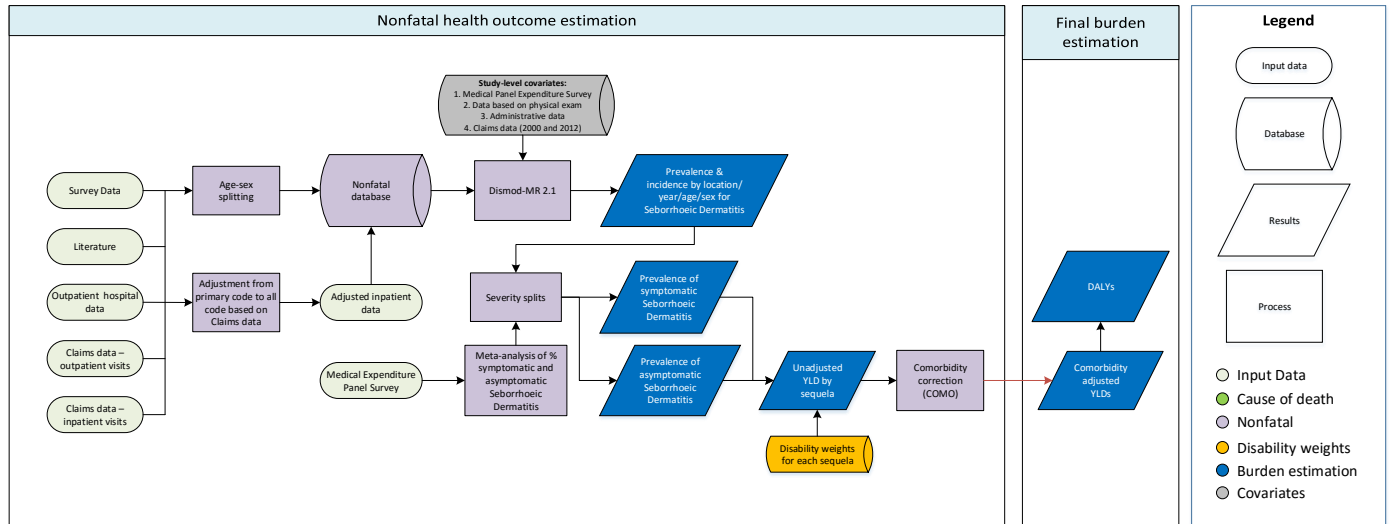 Nonfatal health outcome estimation
Final burden
estimation
Legend
Input data
Database
Results
Process
Input Data
Cause of death
Nonfatal
Disability weights
Burden estimation
Covariates
Study-level covariates:
1. Medical Panel Expenditure Survey
2. Data based on physical exam
3. Administrative data
4. Claims data (2000 and 2012)
Survey Data
Age-sex
splitting
Nonfatal
database
Dismod-MR 2.1
Prevalence &
incidence by location/
year/age/sex for
Seborrhoeic Dermatitis
Literature
Outpatient hospital
data
Adjustment from
primary code to all
code based on
Claims data
Adjusted inpatient
data
Severity splits
Prevalence of
symptomatic
Seborrhoeic
Dermatitis
DALYs
Claims data –
outpatient visits
Medical Expenditure
Panel Survey
Meta-analysis of %
symptomatic and
asymptomatic
Seborrhoeic
Dermatitis
Prevalence of
asymptomatic
Seborrhoeic
Dermatitis
Unadjusted
YLD by
sequela
Comorbidity
correction
(COMO)
Comorbidity
adjusted
YLDs
Claims data –
inpatient visits
Disability weights
for each sequela